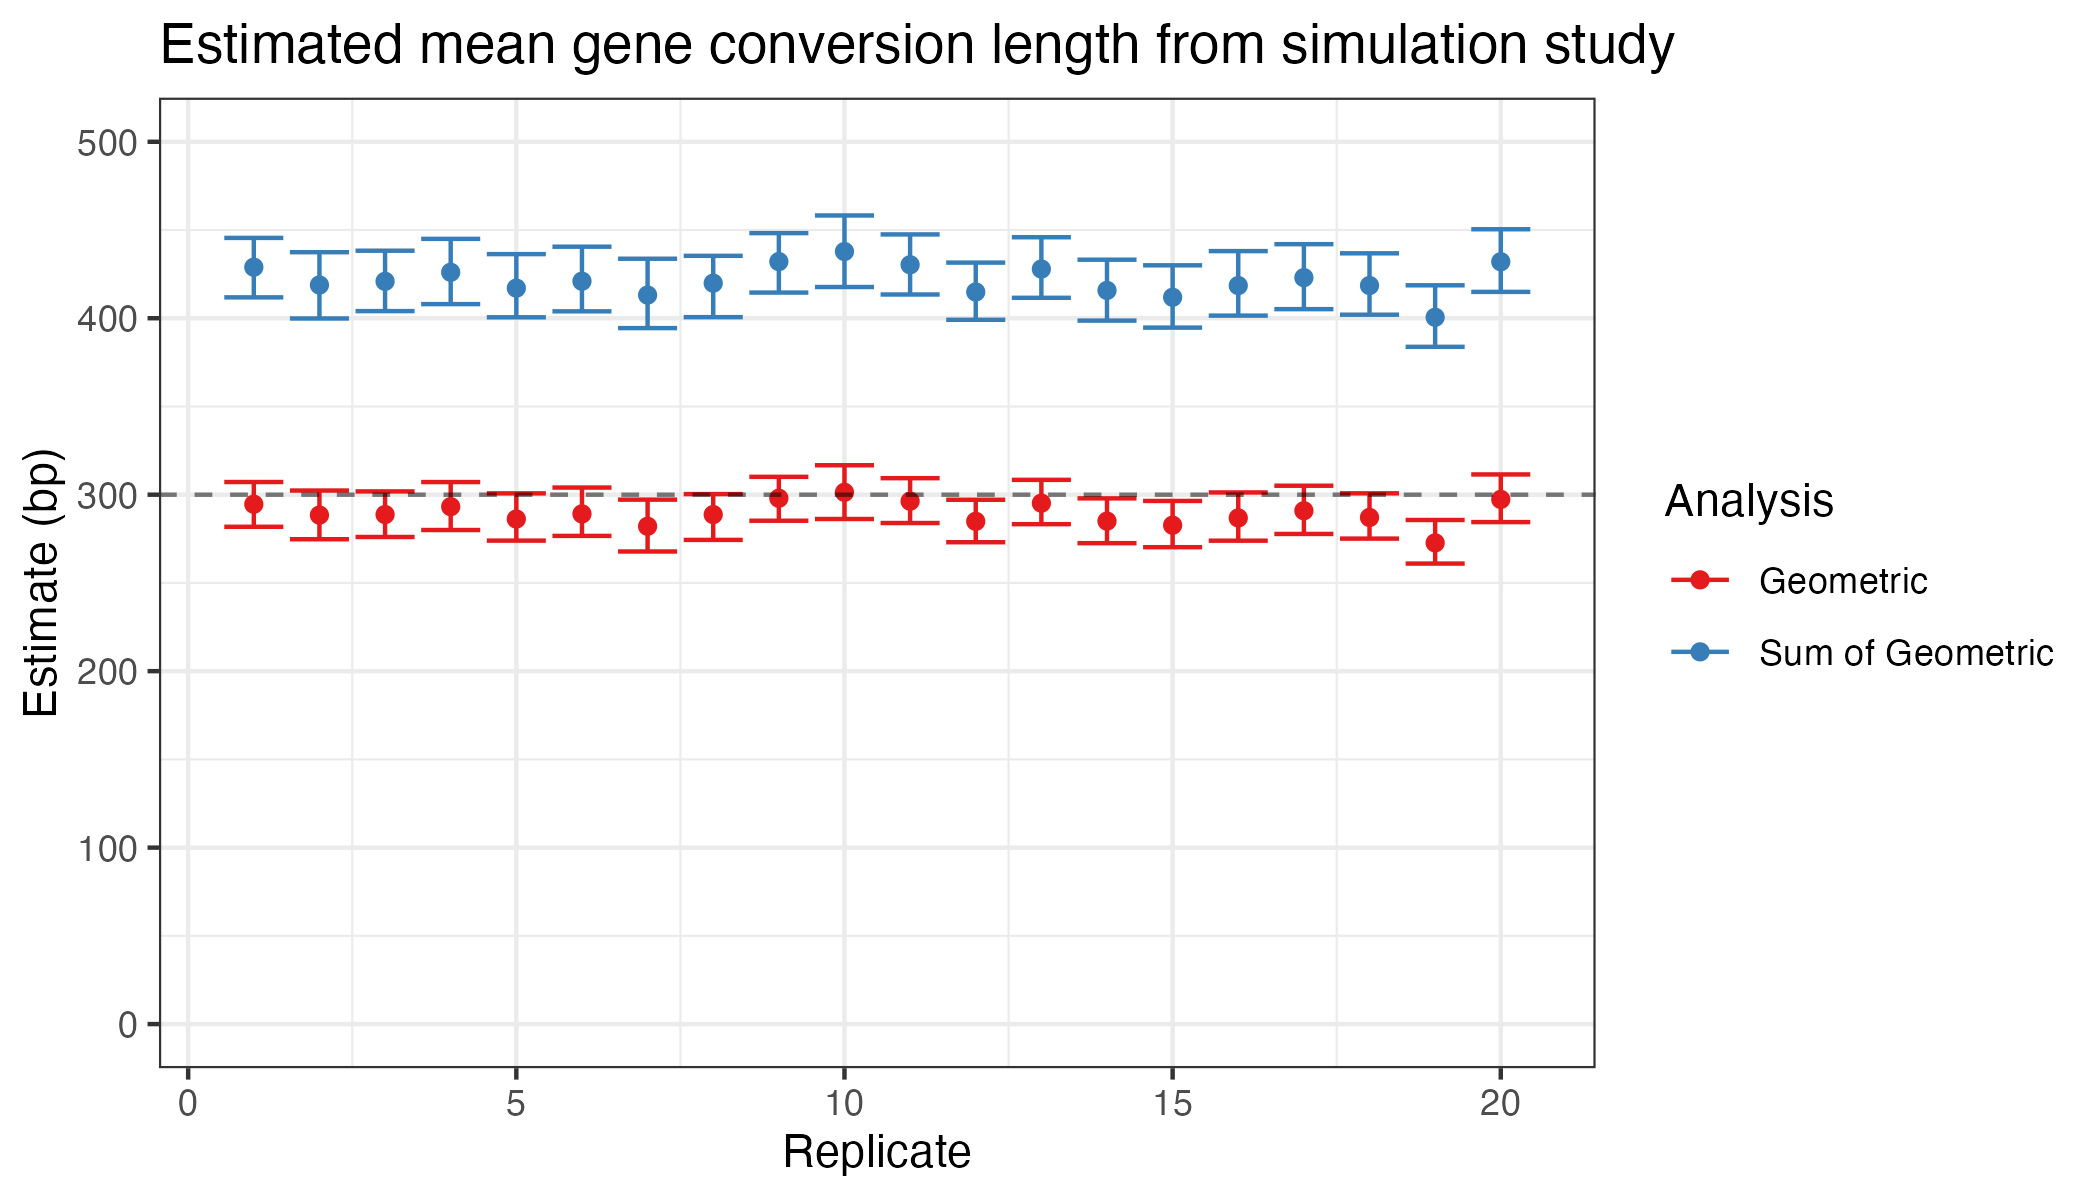 Estimated mean gene conversion length from simulation study
500
400
300
200
100
0
Estimate (bp)
0 5 10 15 20
Replicate
Analysis
Geometric
Sum of Geometric